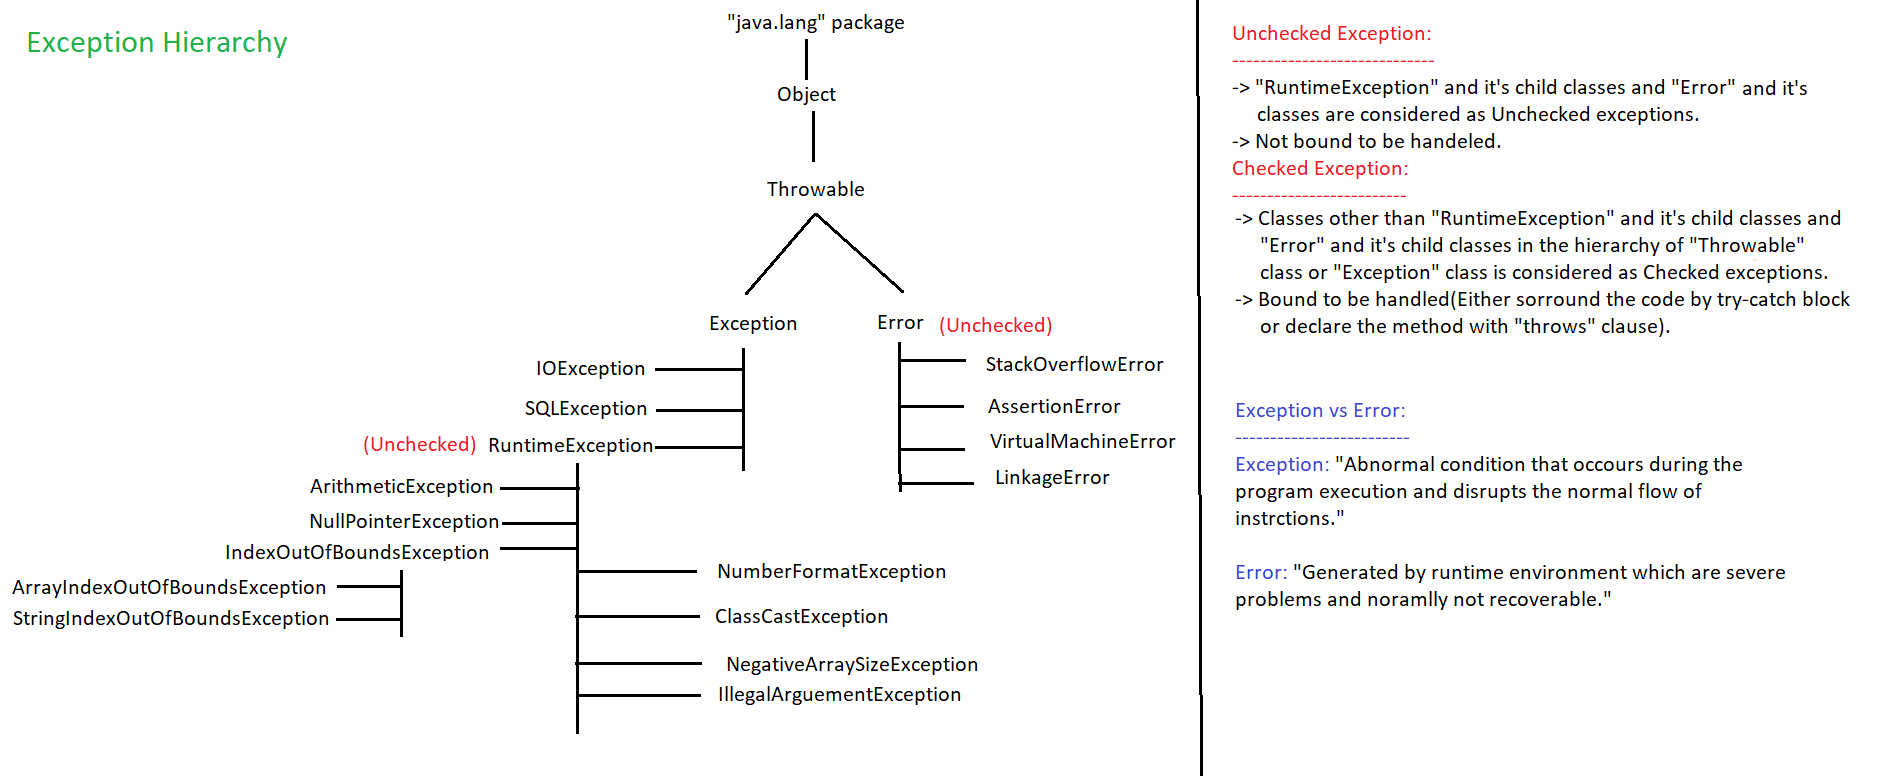 Exception Hierarchy
"java.lang" package
Object
Throwable
Exception
Error (Unchecked)
IOException
SQLException
(Unchecked) RuntimeException
StackOverflowError
AssertionError
VirtualMachineError
LinkageError
ArithmeticException
NullPointerException
IndexOutOfBoundsException
ArrayIndexOutOfBoundsException
StringIndexOutOfBoundsException
NumberFormatException
ClassCastException
NegativeArraySizeException
IllegalArguementException
Unchecked Exception:
-----------------------------
-> "RuntimeException" and it's child classes and "Error" and it's
classes are considered as Unchecked exceptions.
-> Not bound to be handeled.
Checked Exception:
-------------------------
-> Classes other than "RuntimeException" and it's child classes and
"Error" and it's child classes in the hierarchy of "Throwable"
class or "Exception" class is considered as Checked exceptions.
-> Bound to be handled(Either sorround the code by try-catch block
or declare the method with "throws" clause).
Exception vs Error:
-------------------------
Exception: "Abnormal condition that occours during the
program execution and disrupts the normal flow of
instrctions."
Error: "Generated by runtime environment which are severe
problems and noramlly not recoverable."